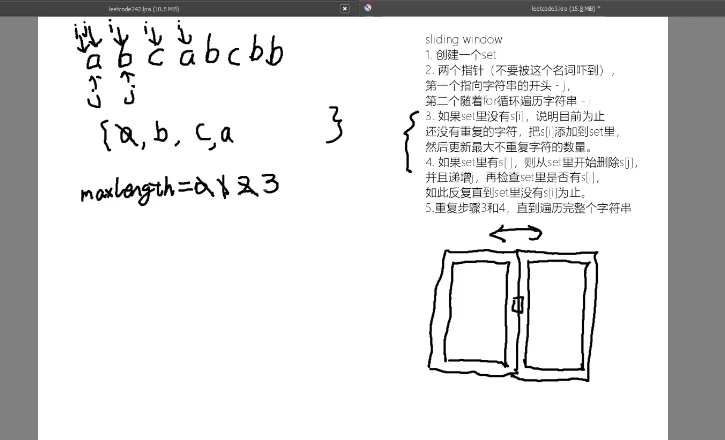 leetcode242.kra (10.5 MiB)
leetcode3.kra (15.8 MiB) *
i i i i i
a b c a b c b b
j j
{a, b, c, a }
maxlength = 0 1 2 3
sliding window
1. 创建一个set
2. 两个指针（不要被这个名词吓到），
第一个指向字符串的开头 - j，
第二个随着for循环遍历字符串 - i
3. 如果set里没有s[i]，说明目前为止
还没有重复的字符，把s[i]添加到set里，
然后更新最大不重复字符的数量。
4. 如果set里有s[i]，则从set里开始删除s[j]，
并且递增j，再检查set里是否有s[i]，
如此反复直到set里没有s[i]为止。
5.重复步骤3和4，直到遍历完整个字符串